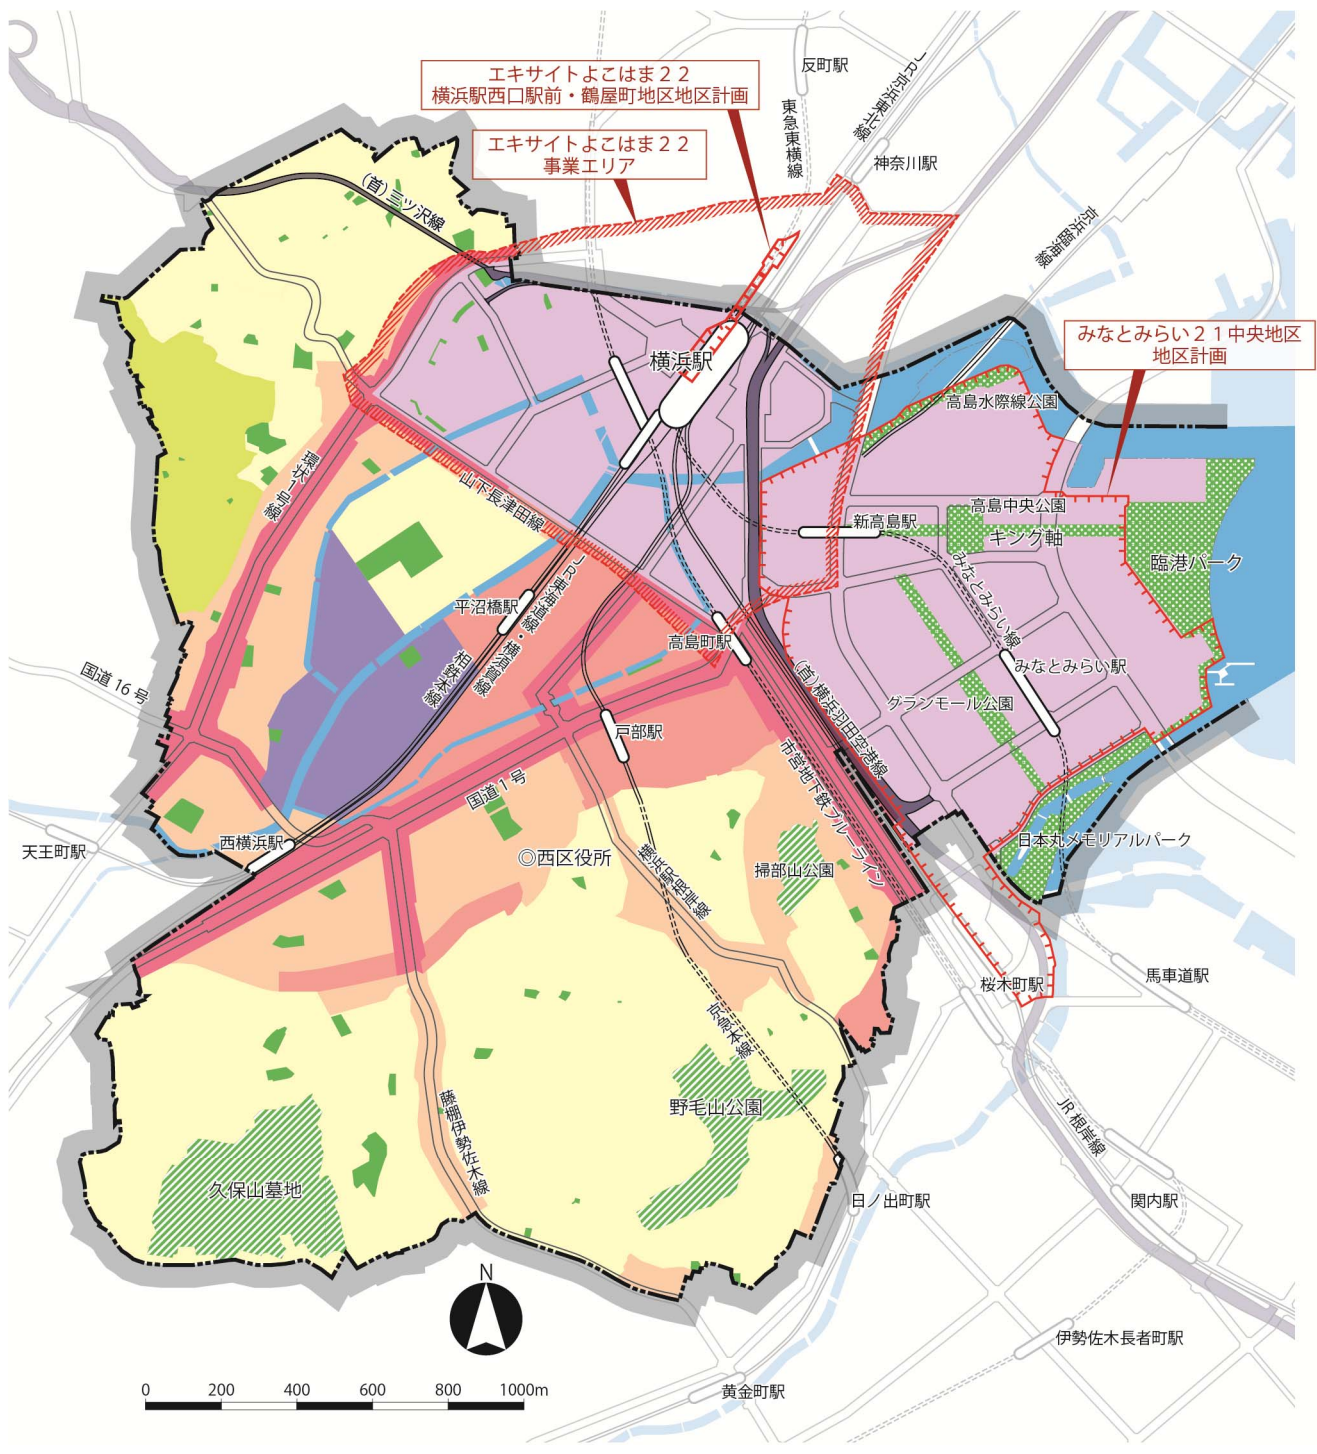 反町駅
JR京浜東北線
エキサイトよこはま２２
横浜駅西口駅前・鶴屋町地区地区計画
東急東横線
エキサイトよこはま２２
事業エリア
神奈川駅
(首)三ツ沢線
京浜臨海線
みなとみらい２１中央地区
地区計画
横浜駅
高島水際線公園
環状1号線
山下長津田線
高島中央公園
新高島駅
キング軸
臨港パーク
みなとみらい線
平沼橋駅
JR東海道線・横須賀線
相鉄本線
高島町駅
みなとみらい駅
国道16号
(首)横浜羽田空港線
グランモール公園
戸部駅
市営地下鉄ブルーライン
国道1号
西横浜駅
天王町駅
◎西区役所
横浜駅根岸線
掃部山公園
日本丸メモリアルパーク
桜木町駅
馬車道駅
京急本線
藤棚伊勢佐木線
野毛山公園
JR根岸線
久保山墓地
日ノ出町駅
関内駅
N
伊勢佐木長者町駅
黄金町駅
0 200 400 600 800 1000m